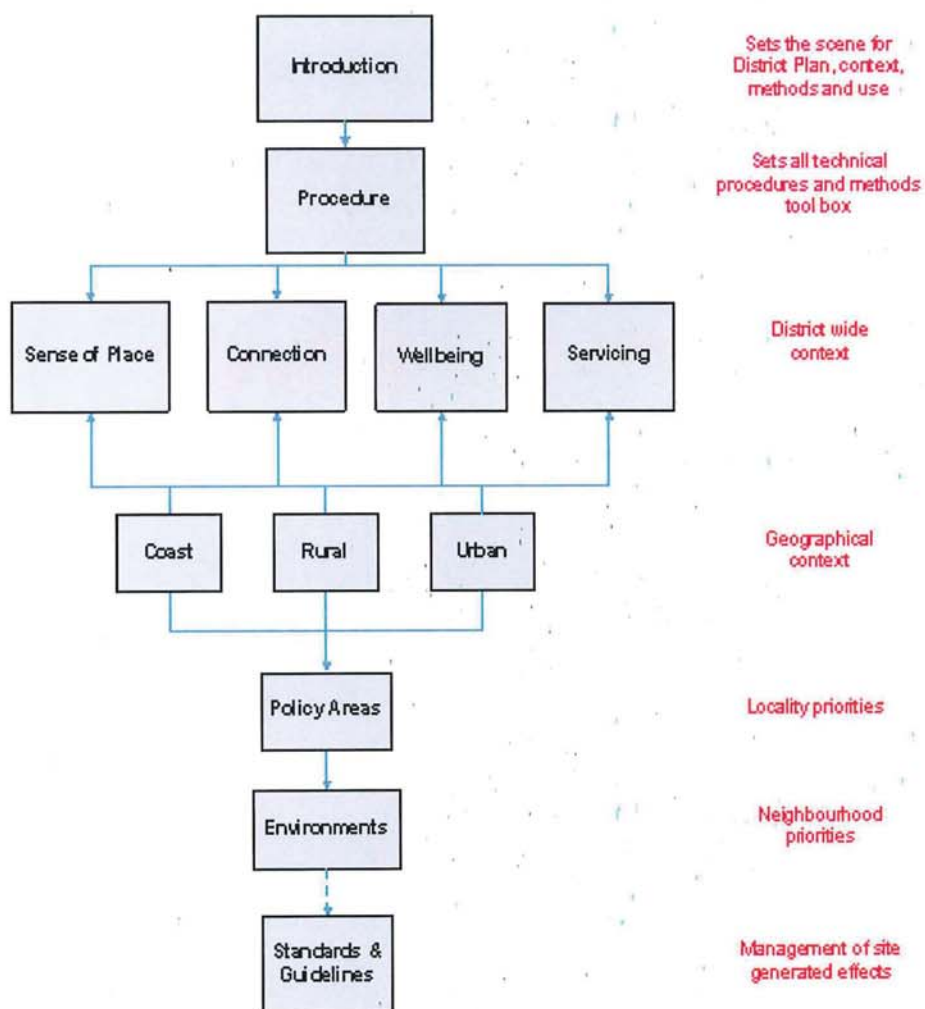 Introduction
Sets the scene for
District Plan, context,
methods and use
Procedure
Sets all technical
procedures and methods
tool box
Sense of Place
Connection
Wellbeing
Servicing
District wide
context
Coast
Rural
Urban
Geographical
context
Policy Areas
Locality priorities
Environments
Neighbourhood
priorities
Standards &
Guidelines
Management of site
generated effects